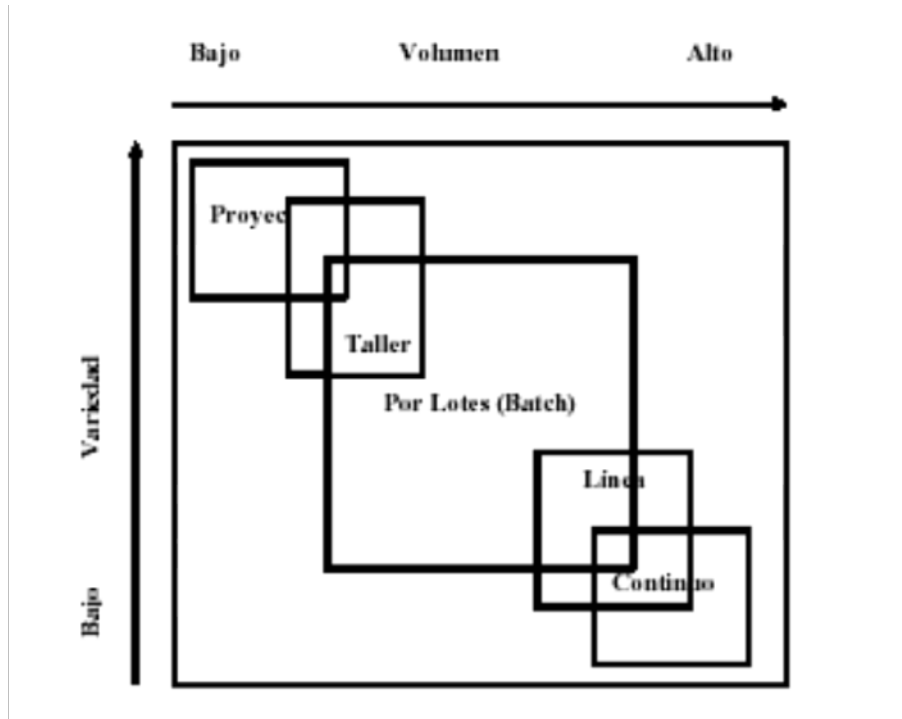 Bajo Volumen Alto
Proyec
Taller
Variedad
Por Lotes (Batch)
Línea
Continuo
Bajo